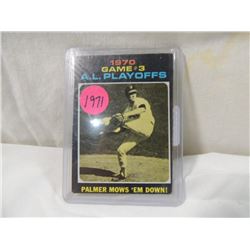 1970
GAME #3
A.L. PLAYOFFS
1971
PALMER MOWS 'EM DOWN!